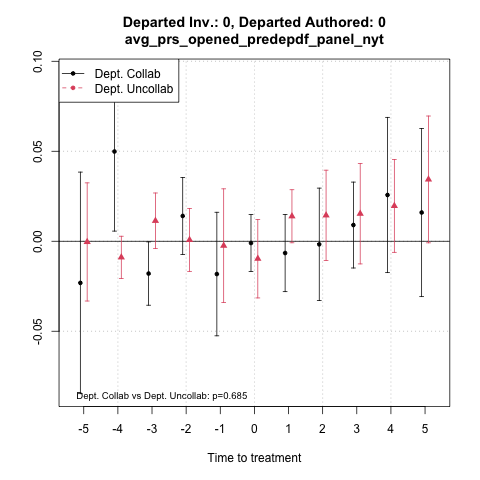 Departed Inv.: 0, Departed Authored: 0
avg_prs_opened_predepdf_panel_nyt
Dept. Collab
Dept. Uncollab
0.10
0.05
0.00
-0.05
Dept. Collab vs Dept. Uncollab: p=0.685
-5 -4 -3 -2 -1 0 1 2 3 4 5
Time to treatment